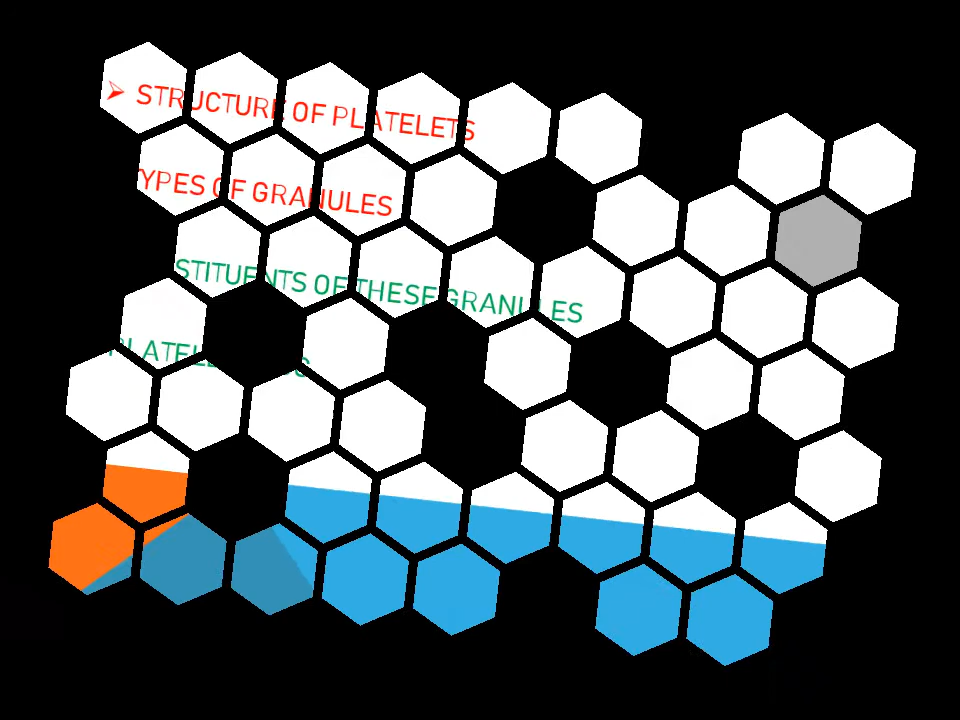 ➢ STRUCTURE OF PLATELETS
YPES OF GRANULES
STITUENTS OF THESE GRANULES